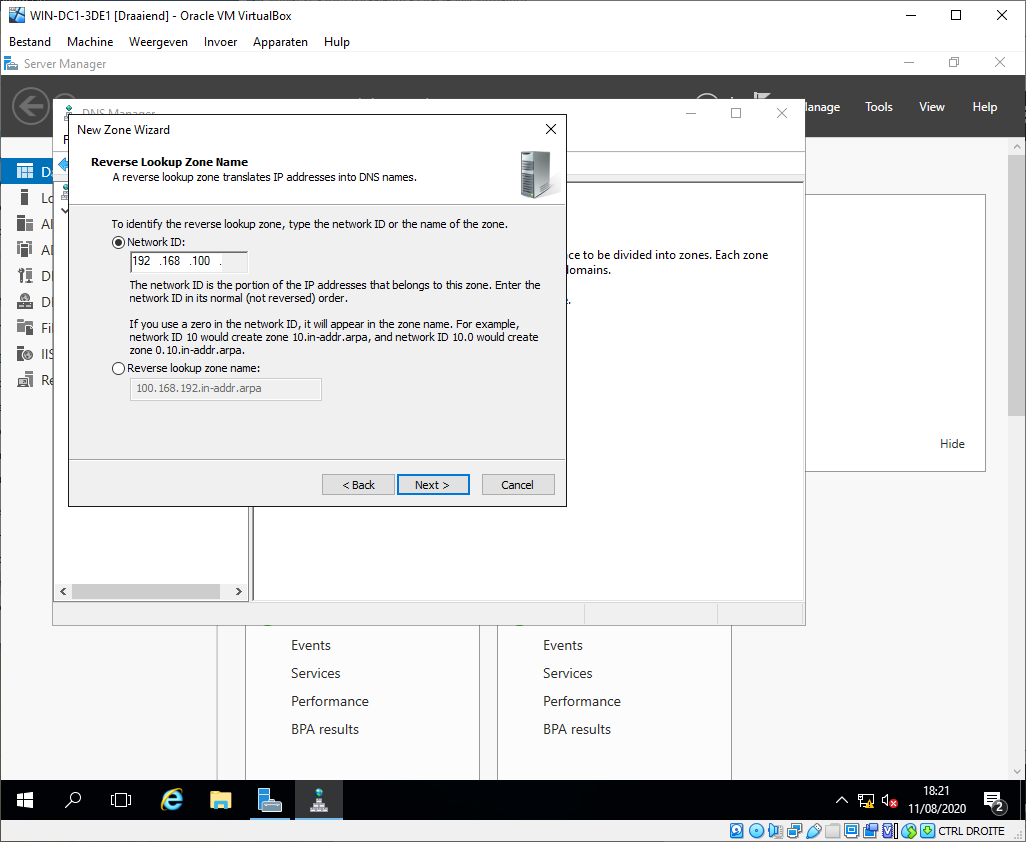 WIN-DC1-3DE1 [Draaiend] - Oracle VM VirtualBox
Bestand Machine Weergeven Invoer Apparaten Hulp
Server Manager
Manage Tools View Help
DNS Manager
New Zone Wizard
Reverse Lookup Zone Name
A reverse lookup zone translates IP addresses into DNS names.
To identify the reverse lookup zone, type the network ID or the name of the zone.
Network ID:
192 .168 .100 .
The network ID is the portion of the IP addresses that belongs to this zone. Enter the
network ID in its normal (not reversed) order.
If you use a zero in the network ID, it will appear in the zone name. For example,
network ID 10 would create zone 10.in-addr.arpa, and network ID 10.0 would create
zone 0.10.in-addr.arpa.
Reverse lookup zone name:
100.168.192.in-addr.arpa
< Back Next > Cancel
ce to be divided into zones. Each zone
domains.
Hide
Events
Services
Performance
BPA results
Events
Services
Performance
BPA results
18:21
11/08/2020
2
CTRL DROITE